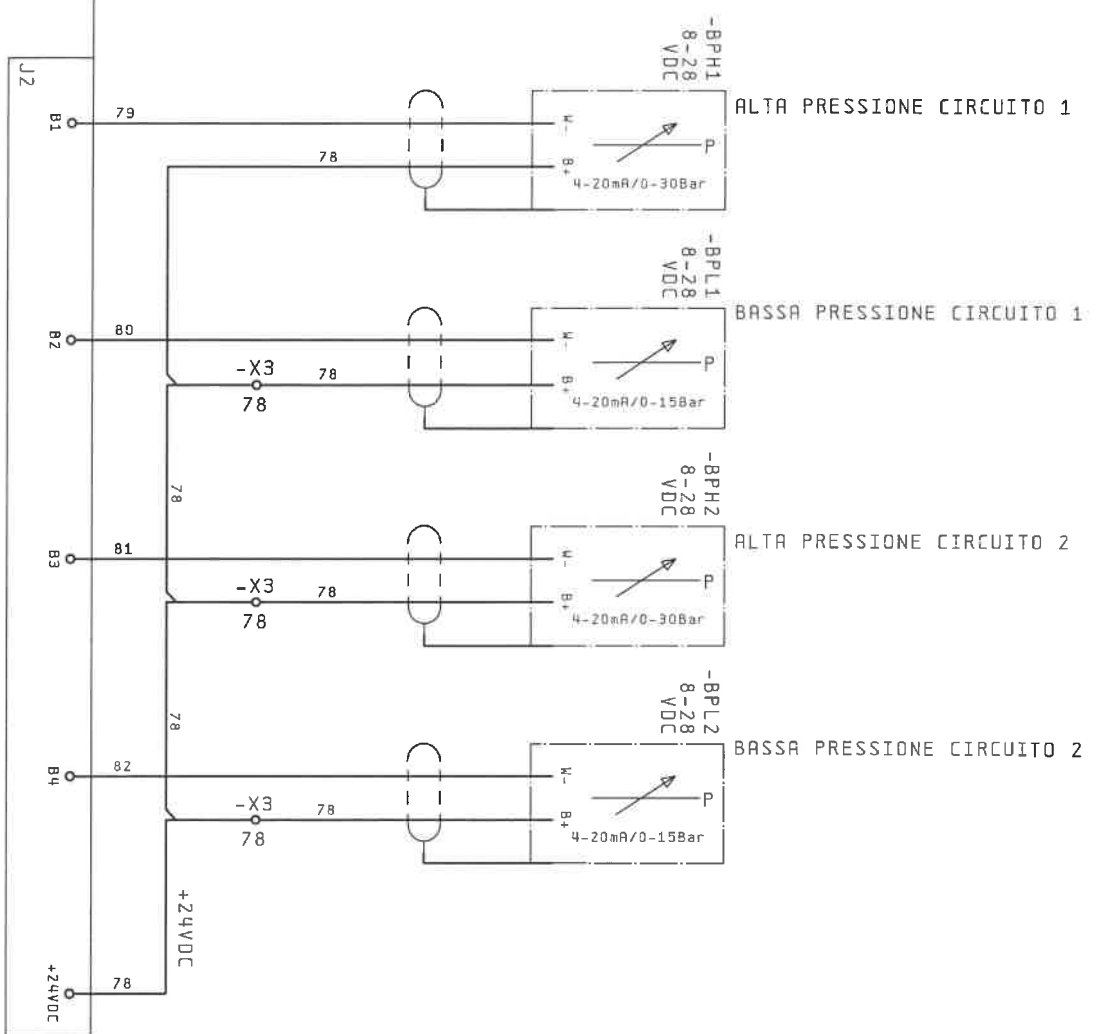 J2
-BPH1
8-28
VDC
ALTA PRESSIONE CIRCUITO 1
B1
79
W-
P
78
B+
4-20mA/0-30Bar
-BPL1
8-28
VDC
BASSA PRESSIONE CIRCUITO 1
B2
80
W-
P
-X3
78
78
B+
4-20mA/0-15Bar
78
-BPH2
8-28
VDC
ALTA PRESSIONE CIRCUITO 2
B3
81
W-
P
-X3
78
78
B+
4-20mA/0-30Bar
78
-BPL2
8-28
VDC
BASSA PRESSIONE CIRCUITO 2
B4
82
W-
P
-X3
78
78
B+
4-20mA/0-15Bar
+24VDC
+24VDC
78